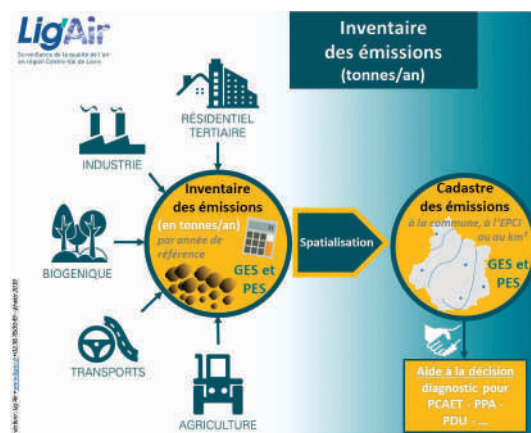 Lig'Air
Surveillance de la qualité de l'air
en région Centre-Val de Loire
Inventaire
des émissions
(tonnes/an)
RÉSIDENTIEL
TERTIAIRE
INDUSTRIE
BIOGENIQUE
TRANSPORTS
AGRICULTURE
Inventaire
des émissions
(en tonnes/an)
par année de
référence
GES et
PES
Spatialisation
Cadastre
des émissions
à la commune, à l'EPCI
ou au km²
GES et
PES
Aide à la décision
diagnostic pour
PCAET - PPA -
PDU - ...